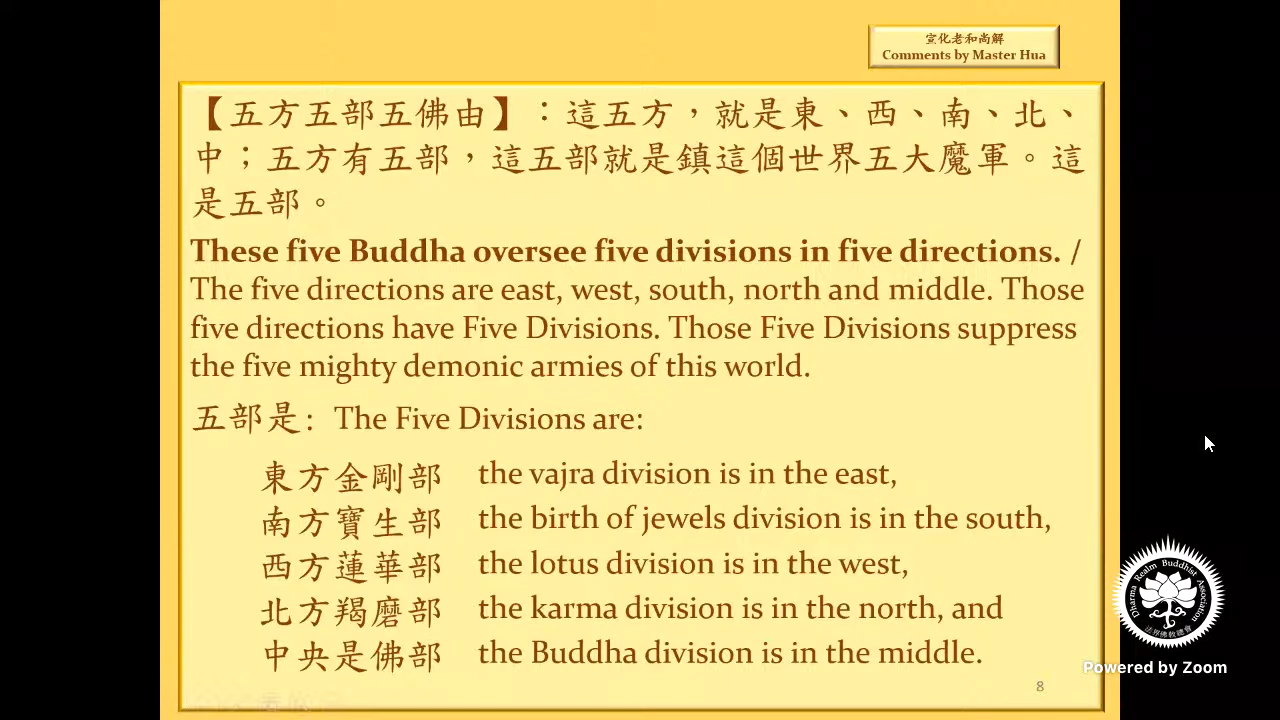 宣化老和尚解
Comments by Master Hua
【五方五部五佛由】：這五方，就是東、西、南、北、
中；五方有五部，這五部就是鎮這個世界五大魔軍。這
是五部。
These five Buddha oversee five divisions in five directions. /
The five directions are east, west, south, north and middle. Those
five directions have Five Divisions. Those Five Divisions suppress
the five mighty demonic armies of this world.
五部是: The Five Divisions are:
東方金剛部 the vajra division is in the east,
南方寶生部 the birth of jewels division is in the south,
西方蓮華部 the lotus division is in the west,
北方羯磨部 the karma division is in the north, and
中央是佛部 the Buddha division is in the middle.
8
Dharma Realm Buddhist Association
法界佛教總會
Powered by Zoom